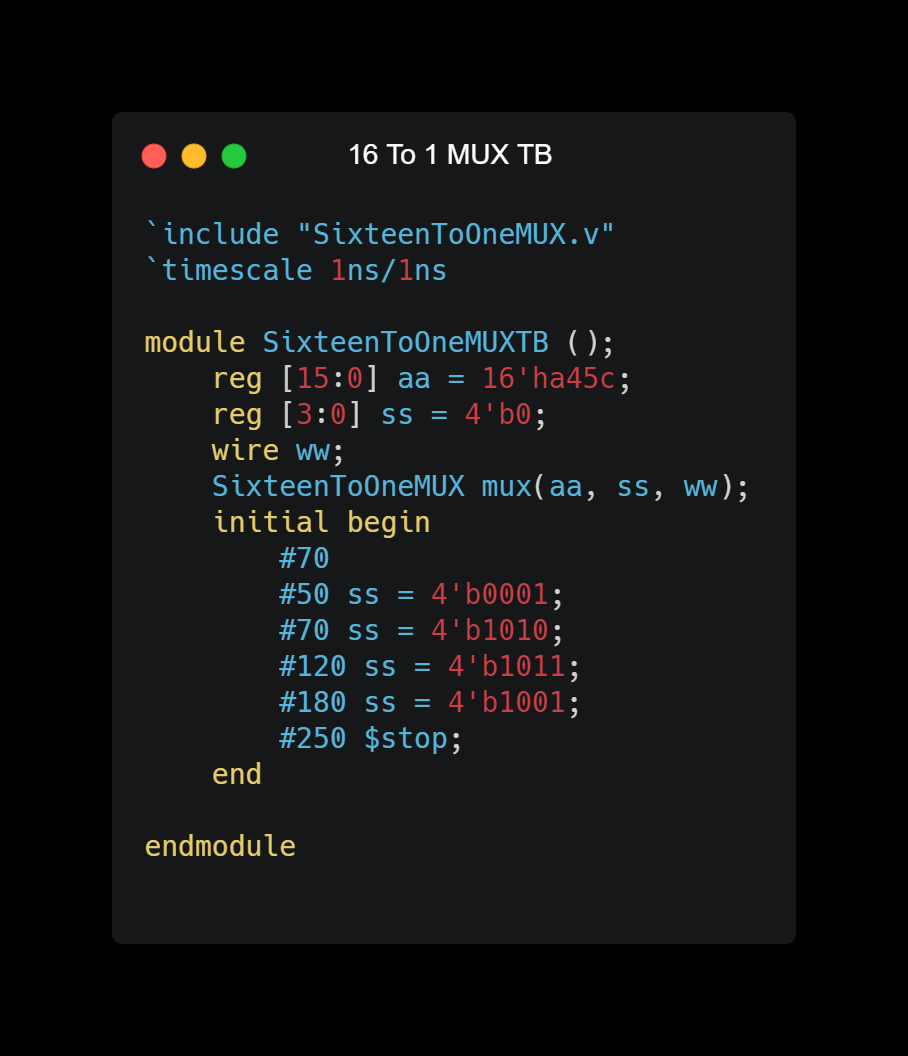 16 To 1 MUX TB
`include "SixteenToOneMUX.v"
`timescale 1ns/1ns
module SixteenToOneMUXTB ();
reg [15:0] aa = 16'ha45c;
reg [3:0] ss = 4'b0;
wire ww;
SixteenToOneMUX mux(aa, ss, ww);
initial begin
#70
#50 ss = 4'b0001;
#70 ss = 4'b1010;
#120 ss = 4'b1011;
#180 ss = 4'b1001;
#250 $stop;
end
endmodule